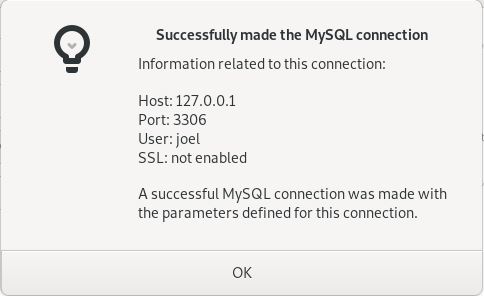 Successfully made the MySQL connection
Information related to this connection:
Host: 127.0.0.1
Port: 3306
User: joel
SSL: not enabled
A successful MySQL connection was made with
the parameters defined for this connection.
OK